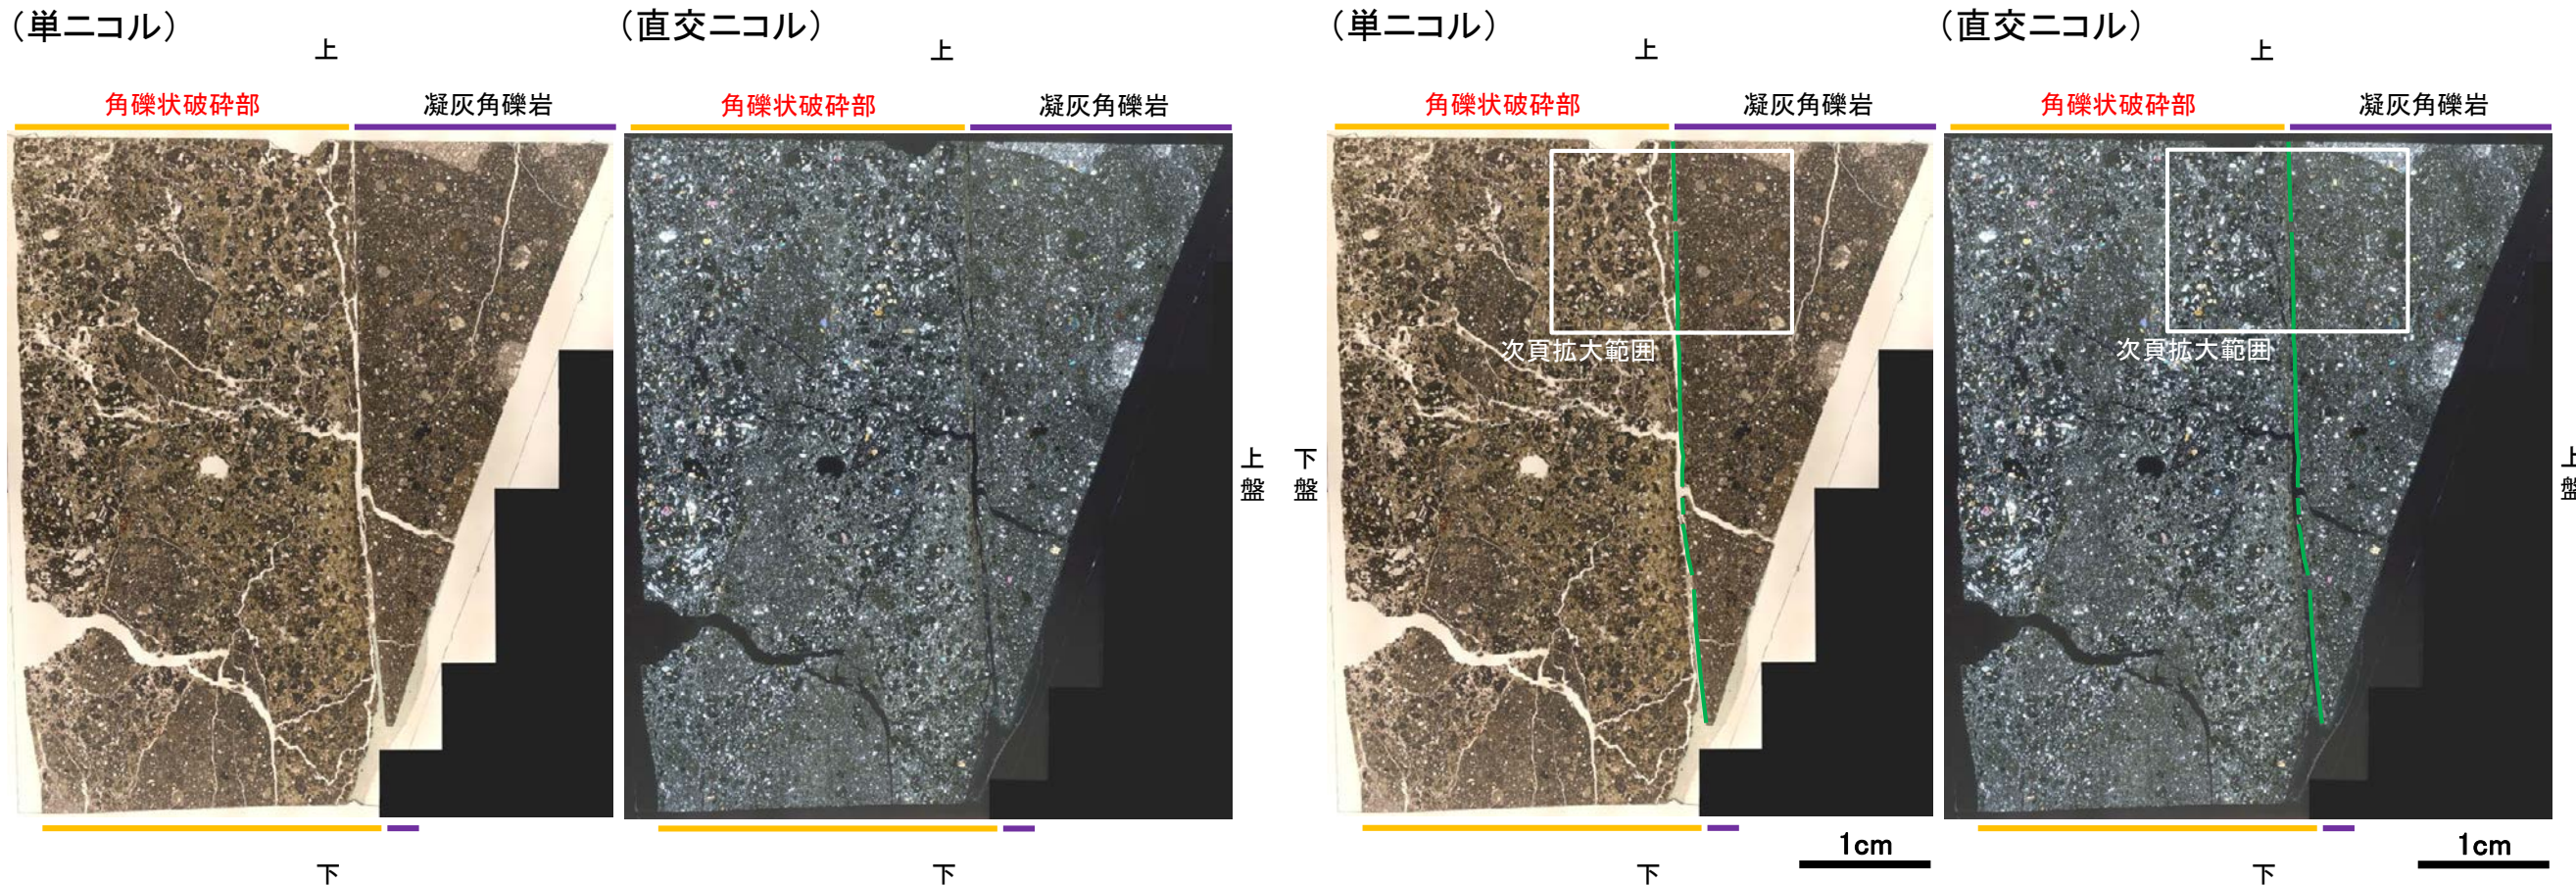 （単ニコル）
（直交ニコル）
（単ニコル）
（直交ニコル）
上
上
上
上
角礫状破砕部
凝灰角礫岩
角礫状破砕部
凝灰角礫岩
角礫状破砕部
凝灰角礫岩
角礫状破砕部
凝灰角礫岩
次頁拡大範囲
次頁拡大範囲
上盤
下盤
上盤
1cm
1cm
下
下
下
下